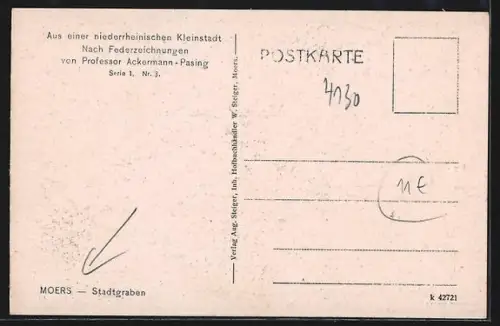 Aus einer niederrheinischen Kleinstadt
Nach Federzeichnungen
von Professor Ackermann-Pasing
Serie 1. Nr. 3.
MOERS — Stadtgraben
Verlag Aug. Steiger, Inh. Hofbuchhändler W. Steiger, Moers.
POSTKARTE
4130
11 €
k 42721